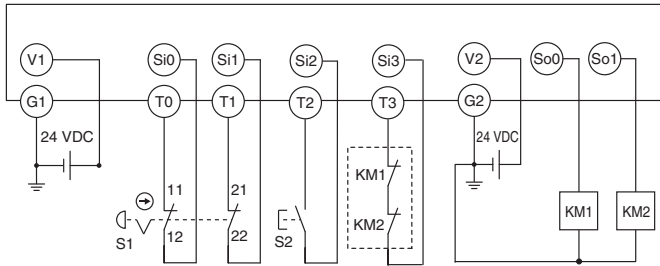 V1 Si0 Si1 Si2 Si3 V2 So0 So1
G1 T0 T1 T2 T3 G2
24 VDC 24 VDC
KM1
11 21
KM1 KM2
S1 12 22 S2 KM2